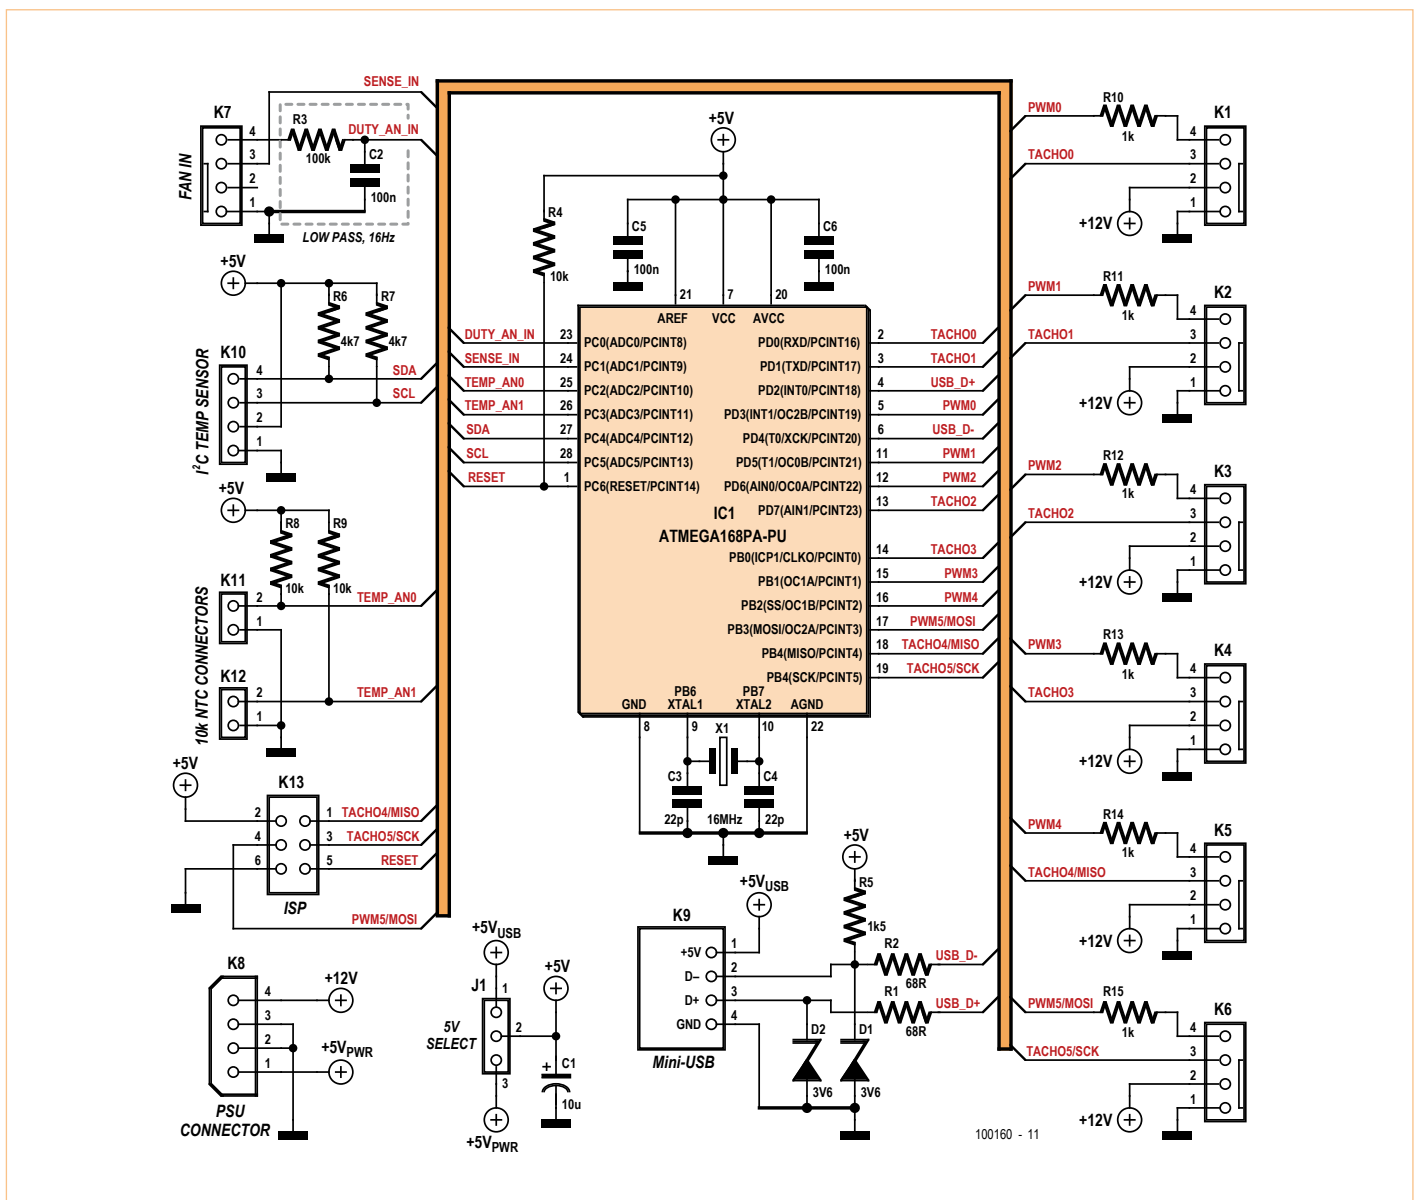 SENSE_IN
K7
R3
DUTY_AN_IN
4
3
2
1
100k
C2
100n
FAN IN
LOW PASS, 16Hz
+5V
R6
R7
4k7
4k7
K10
4
3
2
1
SDA
SCL
I²C TEMP SENSOR
+5V
R8
R9
10k
10k
K11
2
1
TEMP_AN0
K12
2
1
TEMP_AN1
10k NTC CONNECTORS
+5V
K13
2
1
TACHO4/MISO
4
3
TACHO5/SCK
6
5
RESET
ISP
PWM5/MOSI
K8
4
3
2
1
+12V
+5VPWR
PSU
CONNECTOR
+5V
R4
10k
C5
100n
C6
100n
21
7
20
AREF
VCC
AVCC
DUTY_AN_IN 23 PC0(ADC0/PCINT8)
SENSE_IN 24 PC1(ADC1/PCINT9)
TEMP_AN0 25 PC2(ADC2/PCINT10)
TEMP_AN1 26 PC3(ADC3/PCINT11)
SDA 27 PC4(ADC4/PCINT12)
SCL 28 PC5(ADC5/PCINT13)
RESET 1 PC6(RESET/PCINT14)
PD0(RXD/PCINT16) 2 TACHO0
PD1(TXD/PCINT17) 3 TACHO1
PD2(INT0/PCINT18) 4 USB_D+
PD3(INT1/OC2B/PCINT19) 5 PWM0
PD4(T0/XCK/PCINT20) 6 USB_D-
PD5(T1/OC0B/PCINT21) 11 PWM1
PD6(AIN0/OC0A/PCINT22) 12 PWM2
PD7(AIN1/PCINT23) 13 TACHO2
IC1
ATMEGA168PA-PU
PB0(ICP1/CLKO/PCINT0) 14 TACHO3
PB1(OC1A/PCINT1) 15 PWM3
PB2(SS/OC1B/PCINT2) 16 PWM4
PB3(MOSI/OC2A/PCINT3) 17 PWM5/MOSI
PB4(MISO/PCINT4) 18 TACHO4/MISO
PB4(SCK/PCINT5) 19 TACHO5/SCK
PB6
PB7
GND
XTAL1
XTAL2
AGND
8
9
10
22
X1
C3
C4
22p
16MHz
22p
+5VUSB
J1
1
2
3
5V
SELECT
+5V
C1
+
10u
+5VPWR
K9
+5V
D–
D+
GND
1
2
3
4
Mini-USB
+5VUSB
+5V
R5
1k5
R2
68R
USB_D-
R1
68R
USB_D+
D2
D1
3V6
3V6
100160 - 11
PWM0
R10
1k
K1
TACHO0
4
3
2
1
+12V
PWM1
R11
1k
K2
TACHO1
4
3
2
1
+12V
PWM2
R12
1k
K3
TACHO2
4
3
2
1
+12V
PWM3
R13
1k
K4
TACHO3
4
3
2
1
+12V
PWM4
R14
1k
K5
TACHO4/MISO
4
3
2
1
+12V
PWM5/MOSI
R15
1k
K6
TACHO5/SCK
4
3
2
1
+12V